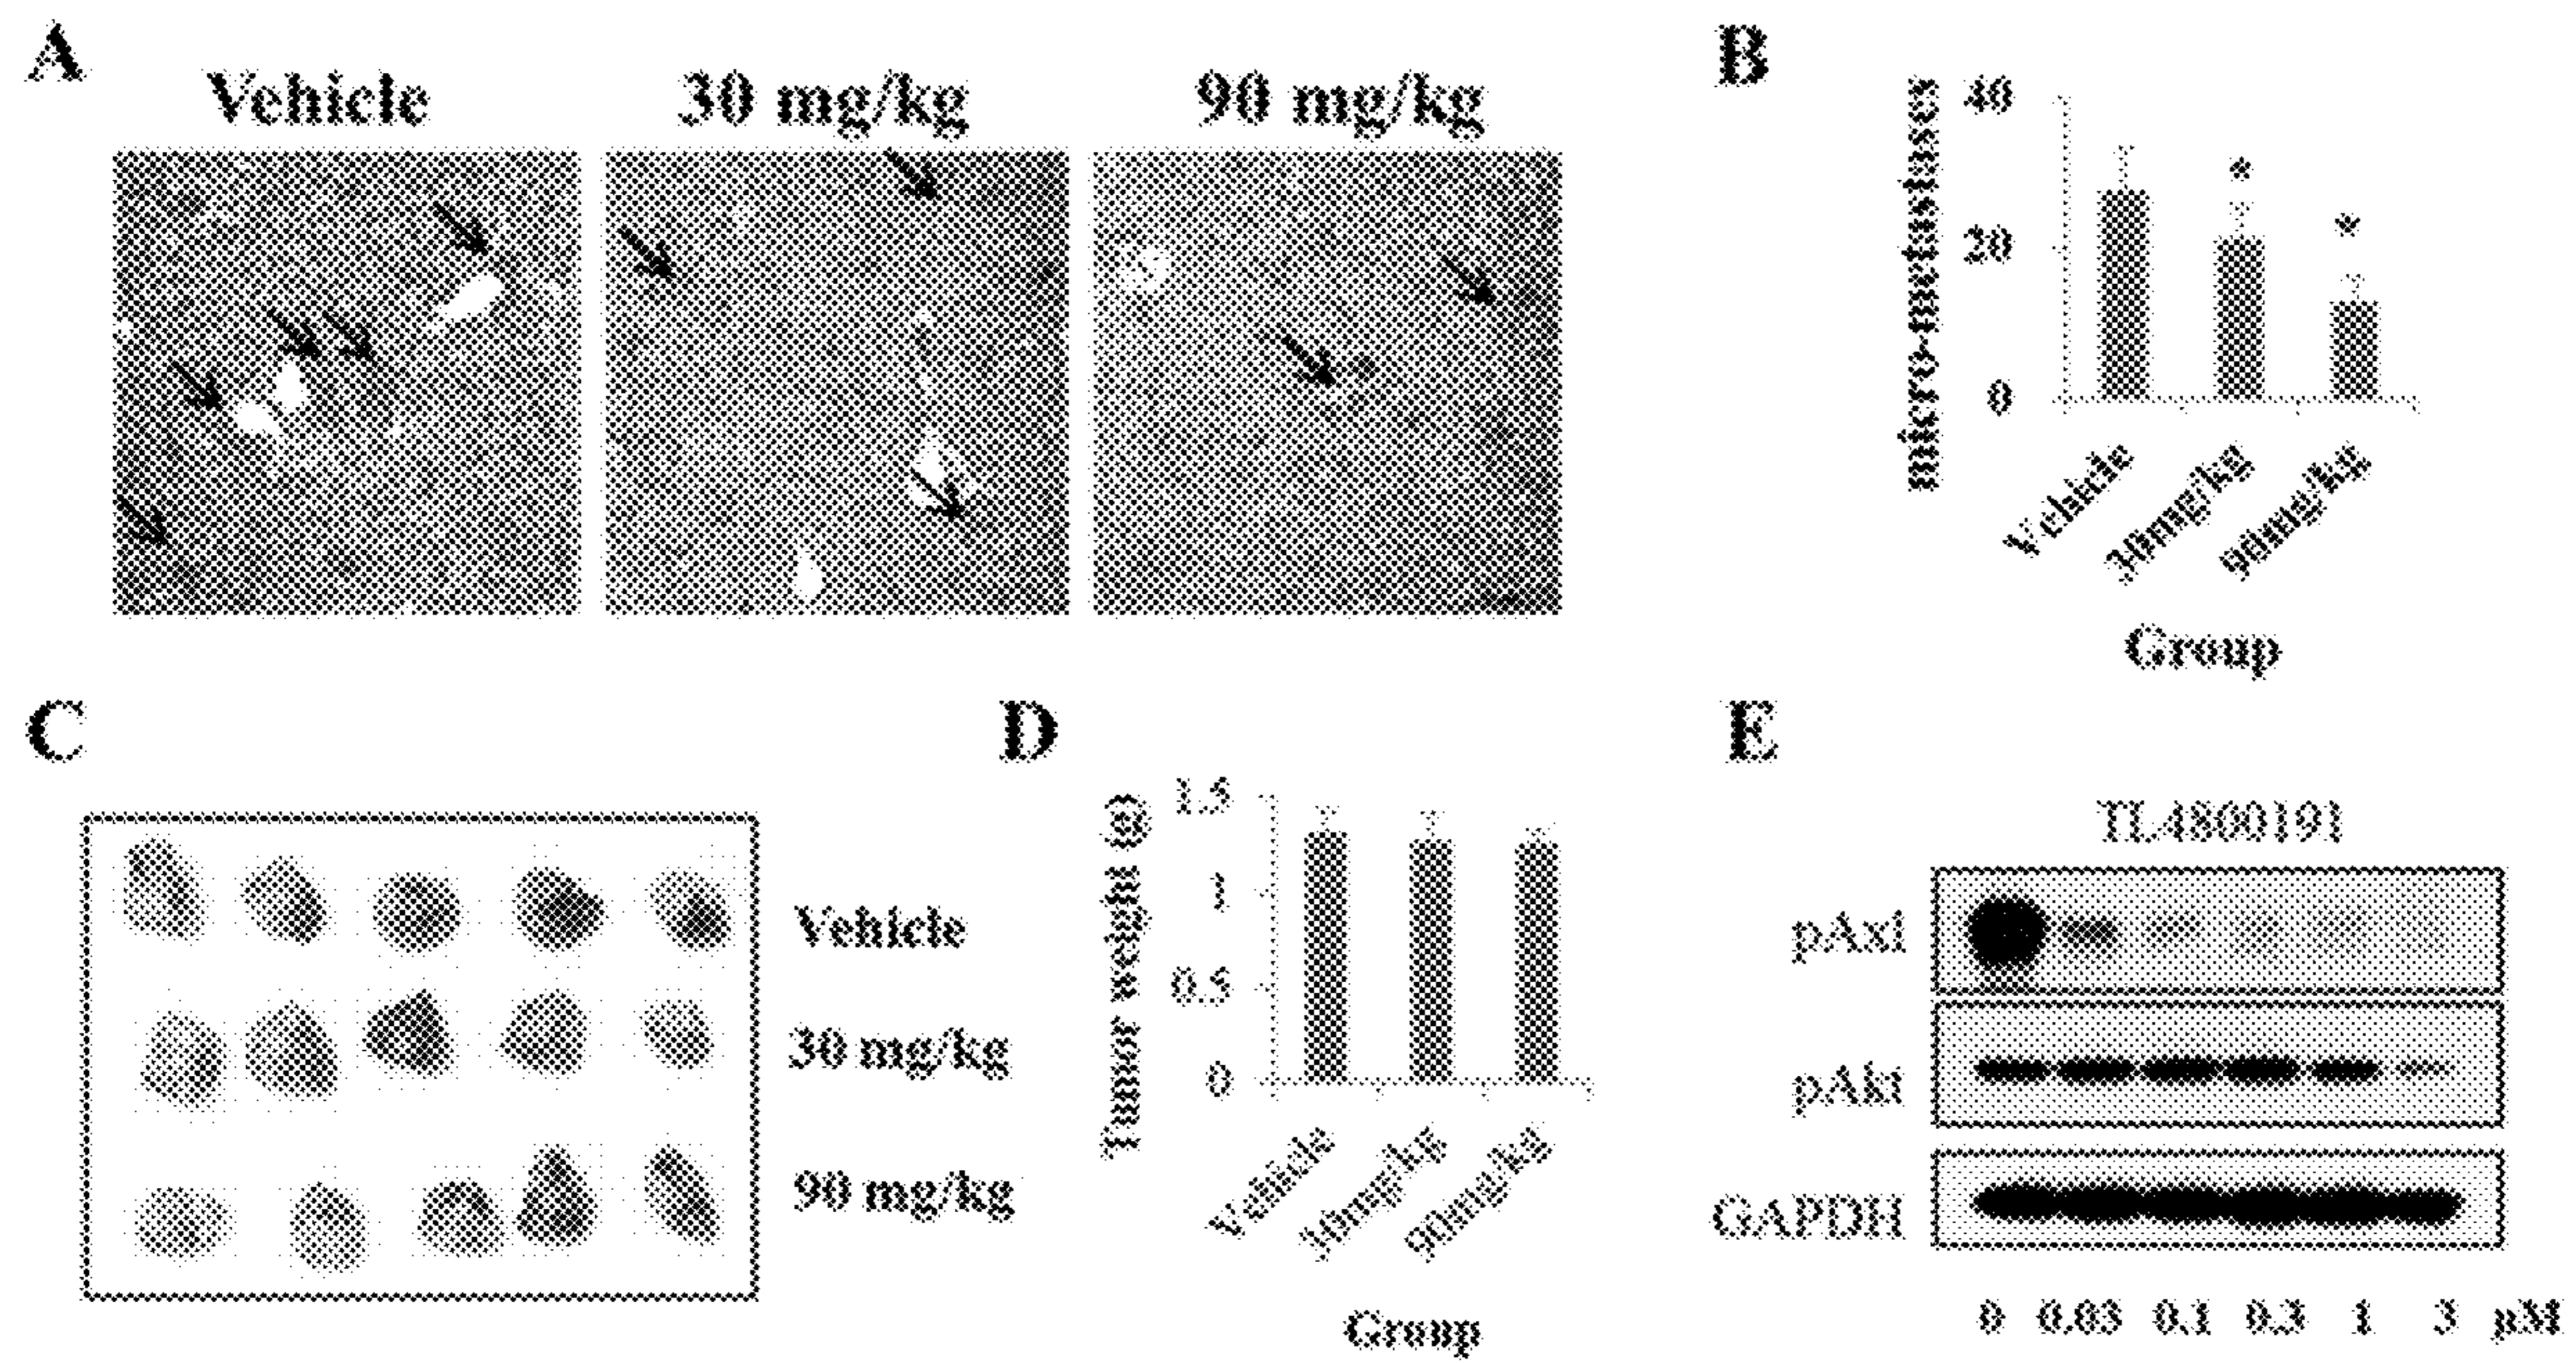 A
Vehicle
30 mg/kg
90 mg/kg
B
micro-metastases
40
20
0
*
*
Vehicle
30mg/kg
90mg/kg
Group
C
Vehicle
30 mg/kg
90 mg/kg
D
Tumor weight (g)
1.5
1
0.5
0
Vehicle
30mg/kg
90mg/kg
Group
E
TL4800191
pAxl
pAkt
GAPDH
0 0.03 0.1 0.3 1 3 µM